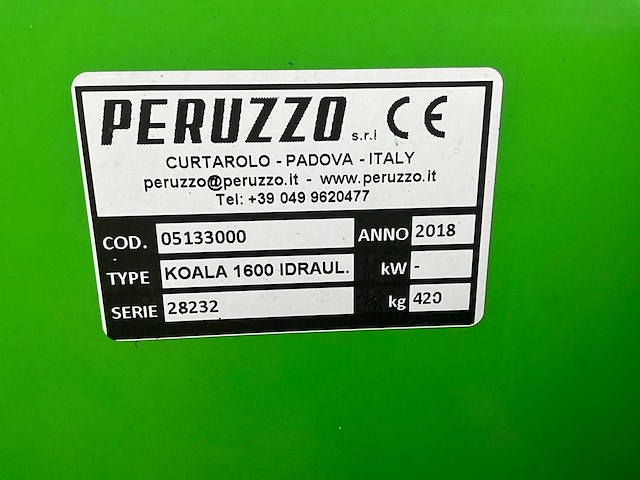 PERUZZO s.r.l CE
CURTAROLO - PADOVA - ITALY
peruzzo@peruzzo.it - www.peruzzo.it
Tel: +39 049 9620477
COD. 05133000 ANNO 2018
TYPE KOALA 1600 IDRAUL. kW -
SERIE 28232 kg 420